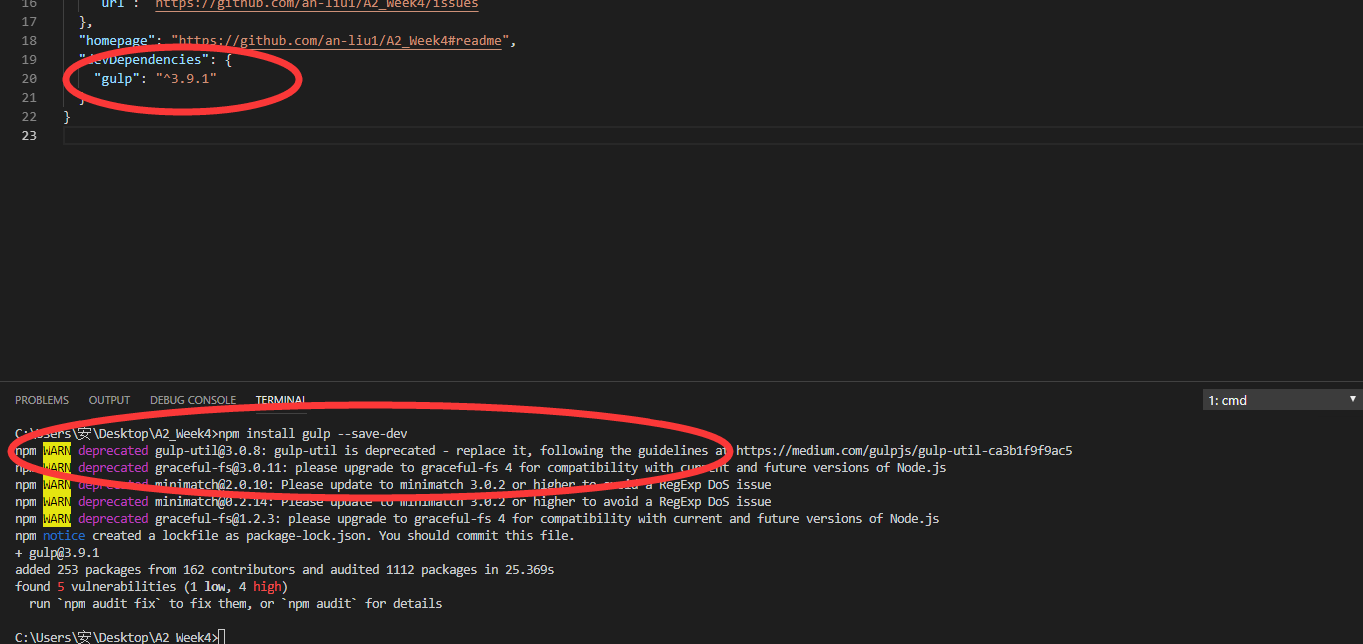 16 "url": "https://github.com/an-liu1/A2_Week4/issues"
17 },
18 "homepage": "https://github.com/an-liu1/A2_Week4#readme",
19 "devDependencies": {
20 "gulp": "^3.9.1"
21 }
22 }
23
PROBLEMS OUTPUT DEBUG CONSOLE TERMINAL 1: cmd
C:\Users\安\Desktop\A2_Week4>npm install gulp --save-dev
npm WARN deprecated gulp-util@3.0.8: gulp-util is deprecated - replace it, following the guidelines at https://medium.com/gulpjs/gulp-util-ca3b1f9f9ac5
npm WARN deprecated graceful-fs@3.0.11: please upgrade to graceful-fs 4 for compatibility with current and future versions of Node.js
npm WARN deprecated minimatch@2.0.10: Please update to minimatch 3.0.2 or higher to avoid a RegExp DoS issue
npm WARN deprecated minimatch@0.2.14: Please update to minimatch 3.0.2 or higher to avoid a RegExp DoS issue
npm WARN deprecated graceful-fs@1.2.3: please upgrade to graceful-fs 4 for compatibility with current and future versions of Node.js
npm notice created a lockfile as package-lock.json. You should commit this file.
+ gulp@3.9.1
added 253 packages from 162 contributors and audited 1112 packages in 25.369s
found 5 vulnerabilities (1 low, 4 high)
run `npm audit fix` to fix them, or `npm audit` for details
C:\Users\安\Desktop\A2_Week4>